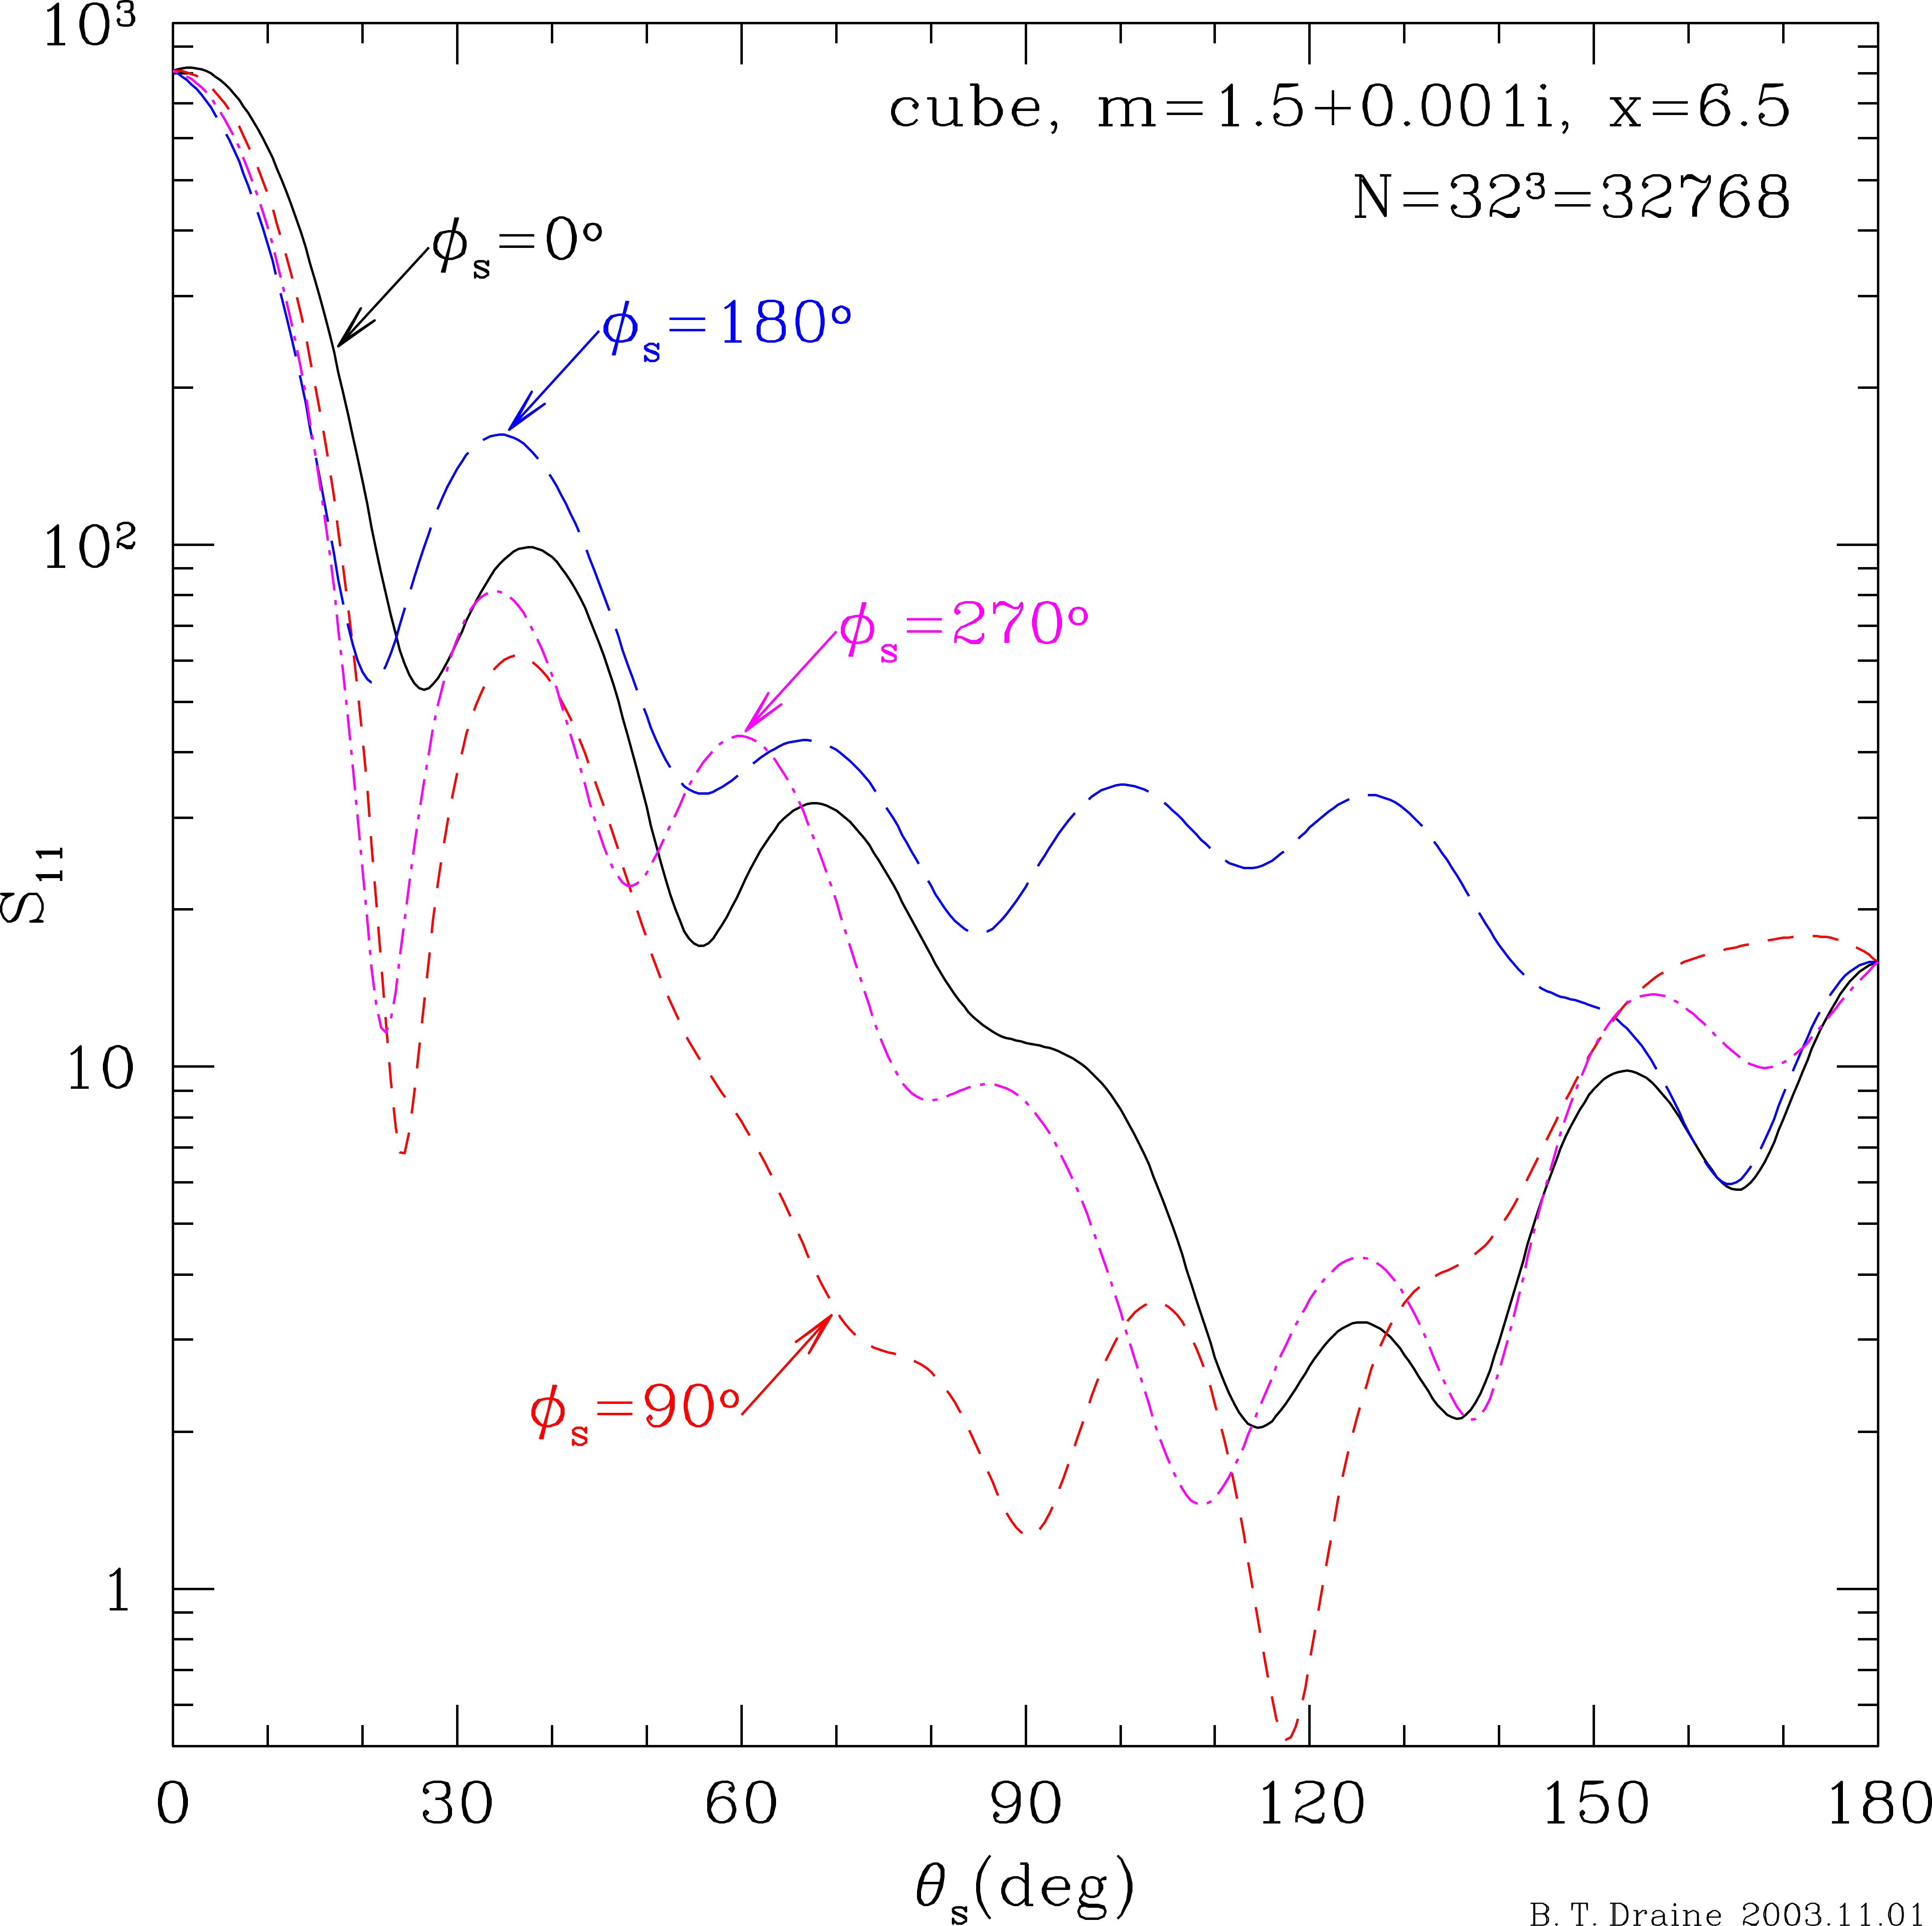 10³
cube, m=1.5+0.001i, x=6.5
N=32³=32768
ϕₛ=0°
ϕₛ=180°
10²
ϕₛ=270°
S₁₁
10
ϕₛ=90°
1
0 30 60 90 120 150 180
θₛ(deg)
B. T. Draine 2003.11.01